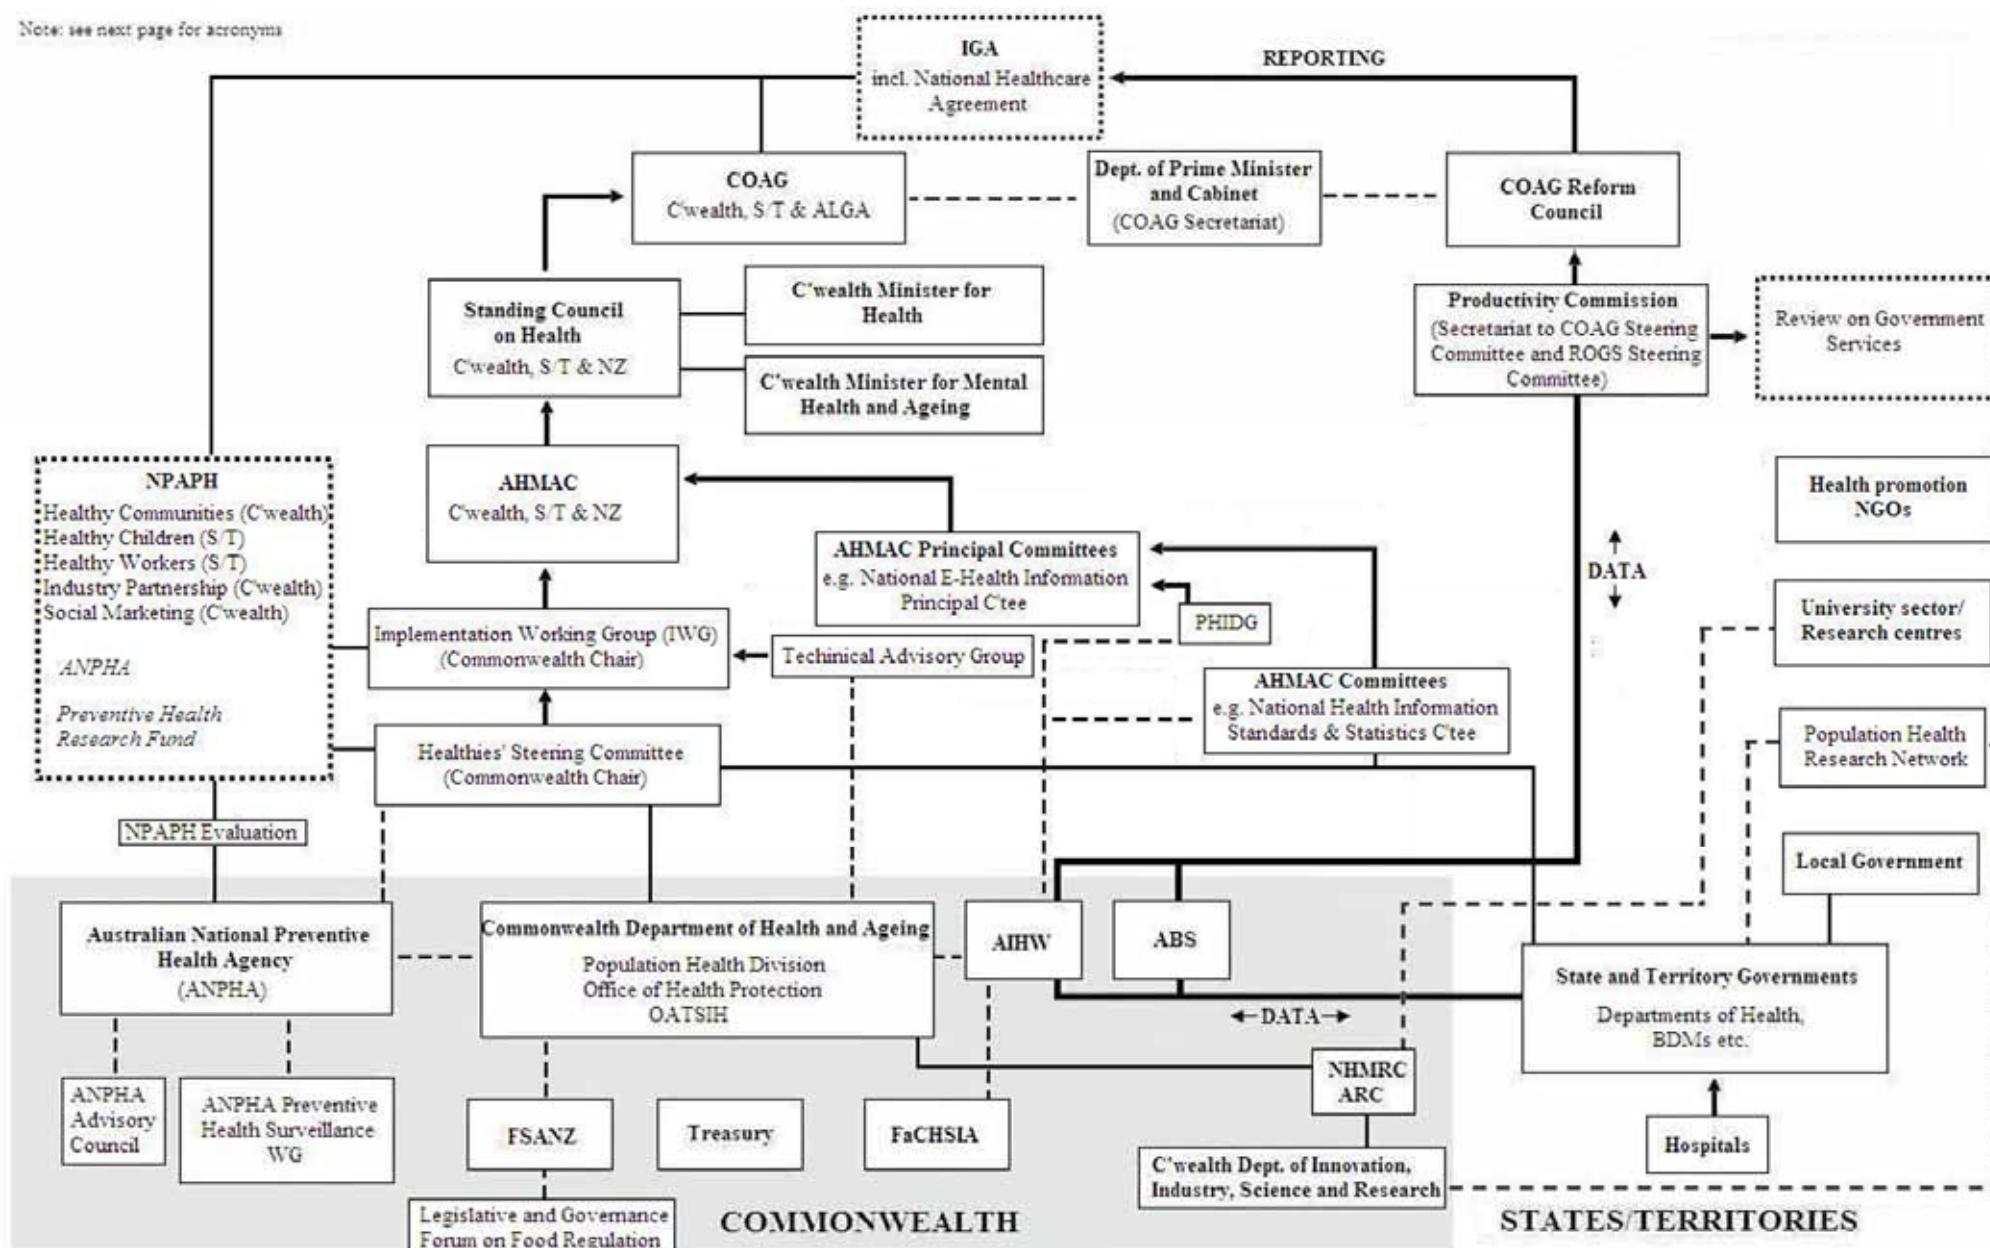 Note: see next page for acronyms
IGA
incl. National Healthcare
Agreement
REPORTING
COAG
C'wealth, S/T & ALGA
Dept. of Prime Minister
and Cabinet
(COAG Secretariat)
COAG Reform
Council
Standing Council
on Health
C'wealth, S/T & NZ
C'wealth Minister for
Health
C'wealth Minister for Mental
Health and Ageing
Productivity Commission
(Secretariat to COAG Steering
Committee and ROGS Steering
Committee)
Review on Government
Services
NPAPH
Healthy Communities (C'wealth)
Healthy Children (S/T)
Healthy Workers (S/T)
Industry Partnership (C'wealth)
Social Marketing (C'wealth)
ANPHA
Preventive Health
Research Fund
AHMAC
C'wealth, S/T & NZ
AHMAC Principal Committees
e.g. National E-Health Information
Principal C'tee
PHIDG
DATA
Health promotion
NGOs
University sector/
Research centres
Implementation Working Group (IWG)
(Commonwealth Chair)
Techinical Advisory Group
AHMAC Committees
e.g. National Health Information
Standards & Statistics C'tee
Population Health
Research Network
Healthies' Steering Committee
(Commonwealth Chair)
NPAPH Evaluation
Local Government
Australian National Preventive
Health Agency
(ANPHA)
Commonwealth Department of Health and Ageing
Population Health Division
Office of Health Protection
OATSIH
AIHW
ABS
DATA
State and Territory Governments
Departments of Health,
BDMs etc.
ANPHA
Advisory
Council
ANPHA Preventive
Health Surveillance
WG
FSANZ
Treasury
FaCHSIA
NHMRC
ARC
Hospitals
C'wealth Dept. of Innovation,
Industry, Science and Research
Legislative and Governance
Forum on Food Regulation
COMMONWEALTH
STATES/TERRITORIES